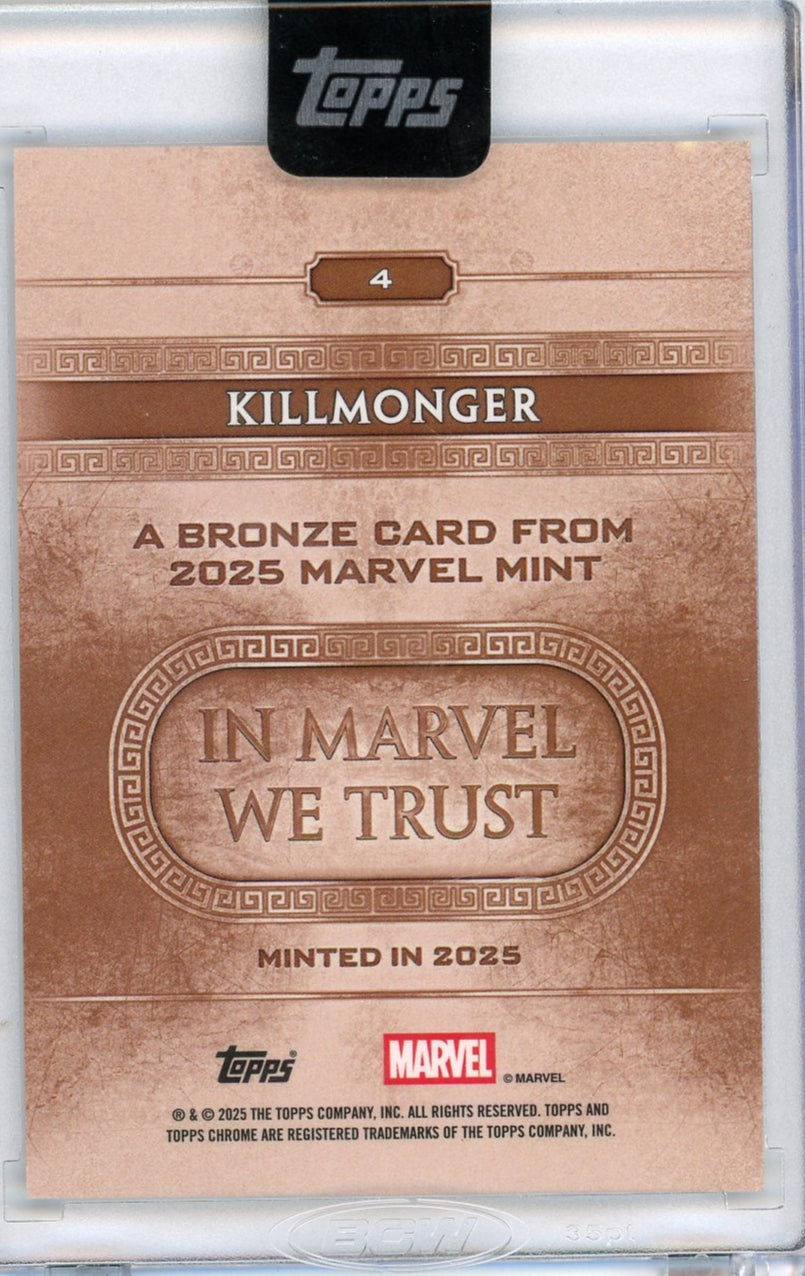 Topps
4
KILLMONGER
A BRONZE CARD FROM
2025 MARVEL MINT
IN MARVEL
WE TRUST
MINTED IN 2025
Topps® MARVEL © MARVEL
® & © 2025 THE TOPPS COMPANY, INC. ALL RIGHTS RESERVED. TOPPS AND
TOPPS CHROME ARE REGISTERED TRADEMARKS OF THE TOPPS COMPANY, INC.
BCW 35pt